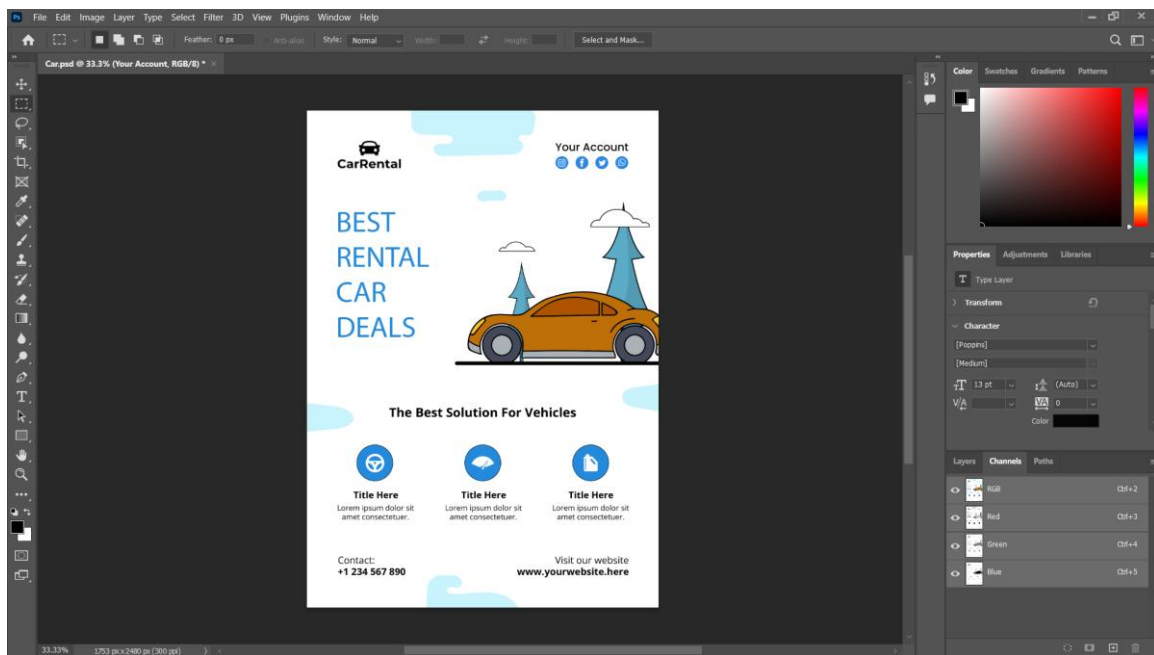 Ps File Edit Image Layer Type Select Filter 3D View Plugins Window Help
Feather: 0 px Anti-alias Style: Normal Width: Height: Select and Mask...
Car.psd @ 33.3% (Your Account, RGB/8) *
CarRental
Your Account
BEST
RENTAL
CAR
DEALS
The Best Solution For Vehicles
Title Here
Lorem ipsum dolor sit
amet consectetuer.
Title Here
Lorem ipsum dolor sit
amet consectetuer.
Title Here
Lorem ipsum dolor sit
amet consectetuer.
Contact:
+1 234 567 890
Visit our website
www.yourwebsite.here
33.33% 1753 px x 2480 px (300 ppi)
Color Swatches Gradients Patterns
Properties Adjustments Libraries
T Type Layer
Transform
Character
[Poppins]
[Medium]
13 pt (Auto)
V/A VA 0
Color
Layers Channels Paths
RGB Ctrl+2
Red Ctrl+3
Green Ctrl+4
Blue Ctrl+5